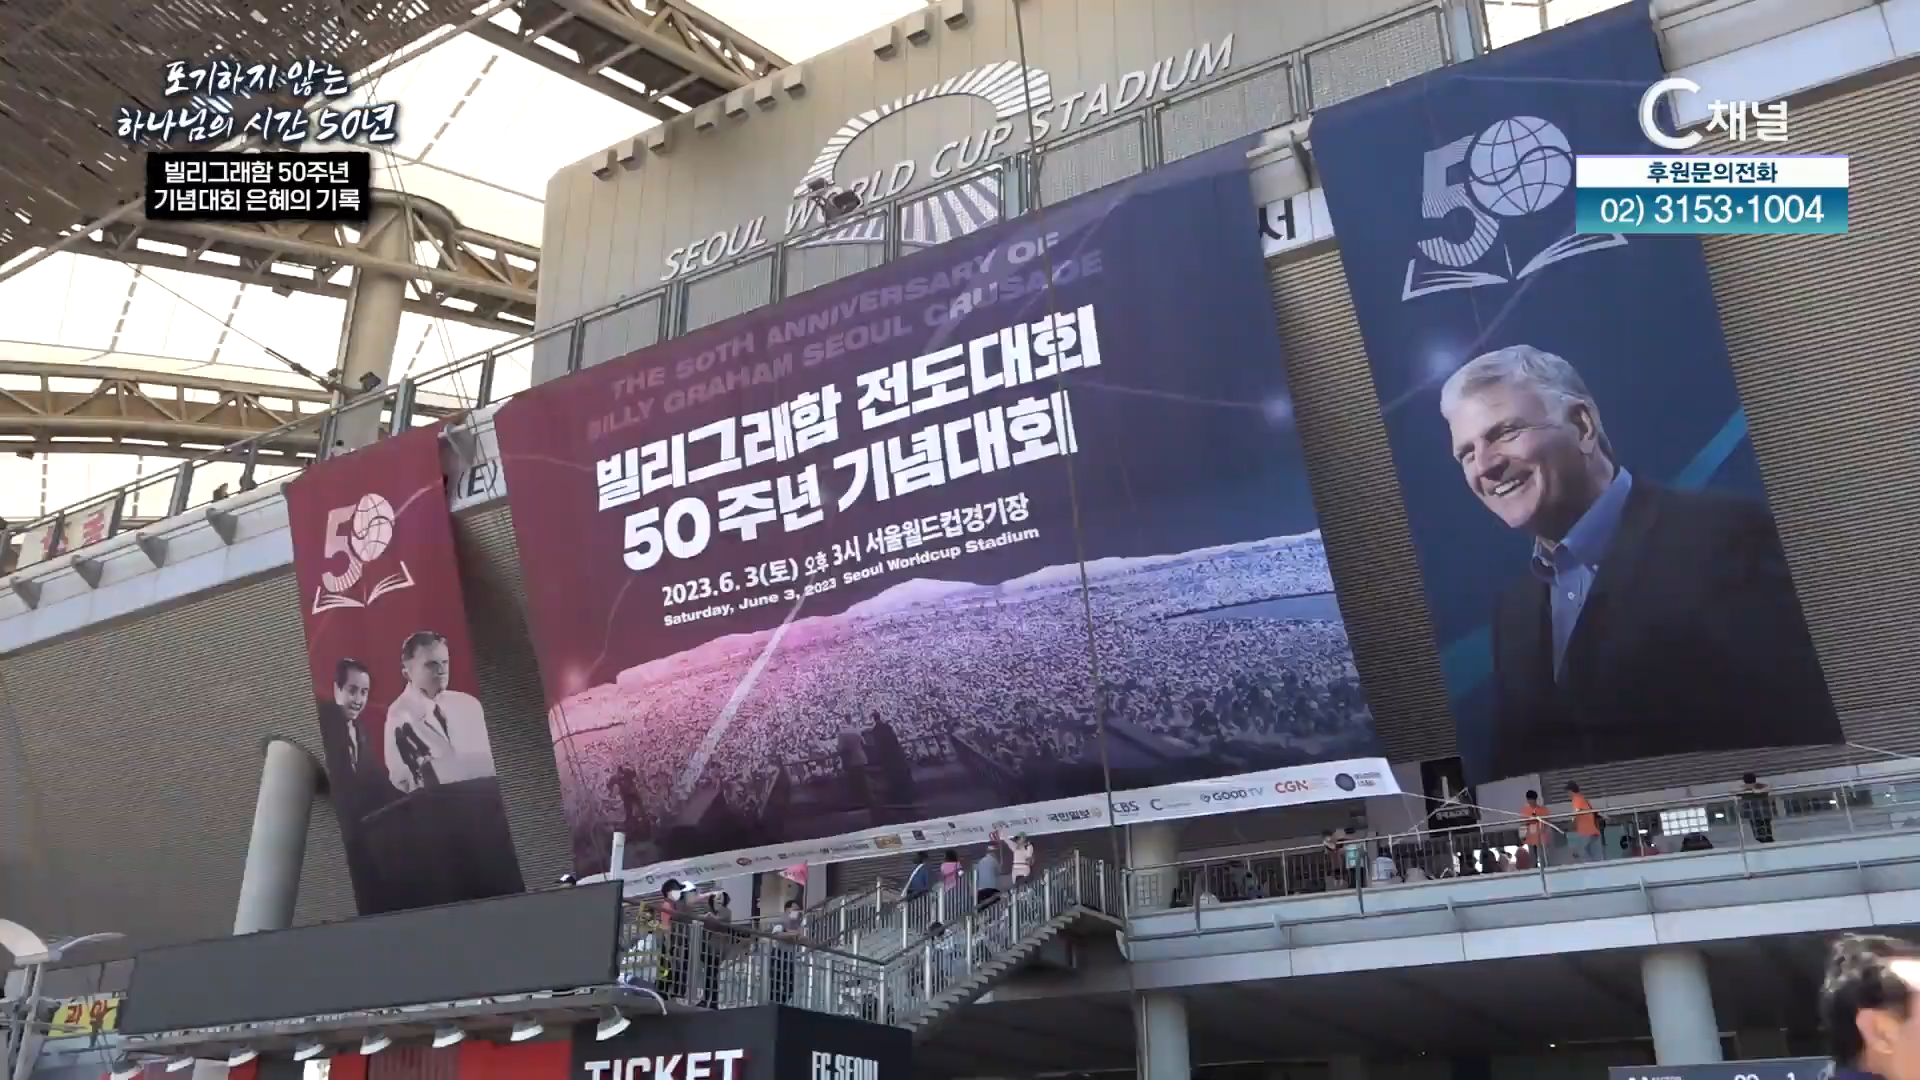 포기하지 않는
하나님의 시간 50년
빌리그래함 50주년
기념대회 은혜의 기록
C채널
후원문의전화
02) 3153·1004
SEOUL WORLD CUP STADIUM
서
50
THE 50TH ANNIVERSARY OF
BILLY GRAHAM SEOUL CRUSADE
빌리그래함 전도대회
50주년 기념대회
2023.6. 3(토) 오후 3시 서울월드컵경기장
Saturday, June 3, 2023 Seoul Worldcup Stadium
50
국민일보 CBS C GOODTV CGN
TICKET
FC SEOUL